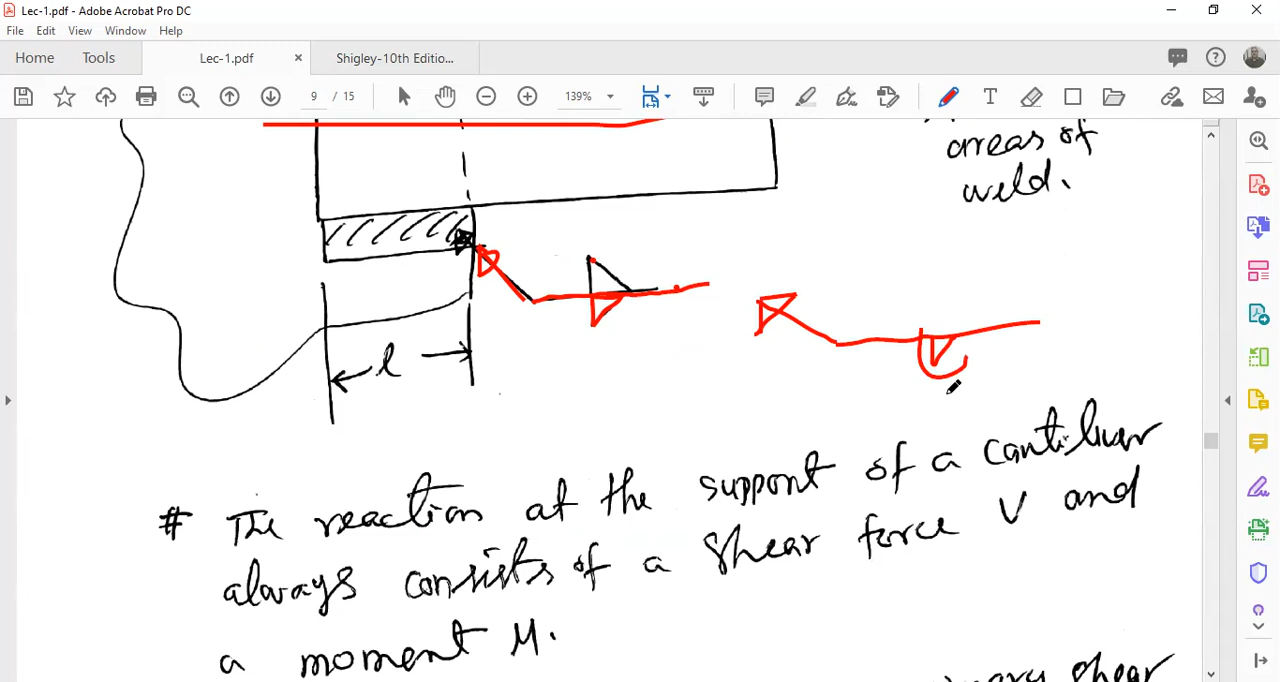 Lec-1.pdf - Adobe Acrobat Pro DC
File Edit View Window Help
Home Tools Lec-1.pdf × Shigley-10th Editio...
9 / 15 139%
areas of
weld.
l
# The reaction at the support of a cantiliver
always consists of a shear force V and
a moment M.
shear